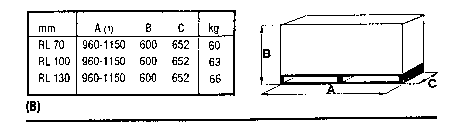 mm A (1) B C kg
RL 70 960-1150 600 652 60
RL 100 960-1150 600 652 63
RL 130 960-1150 600 652 66
B
A
C
(B)